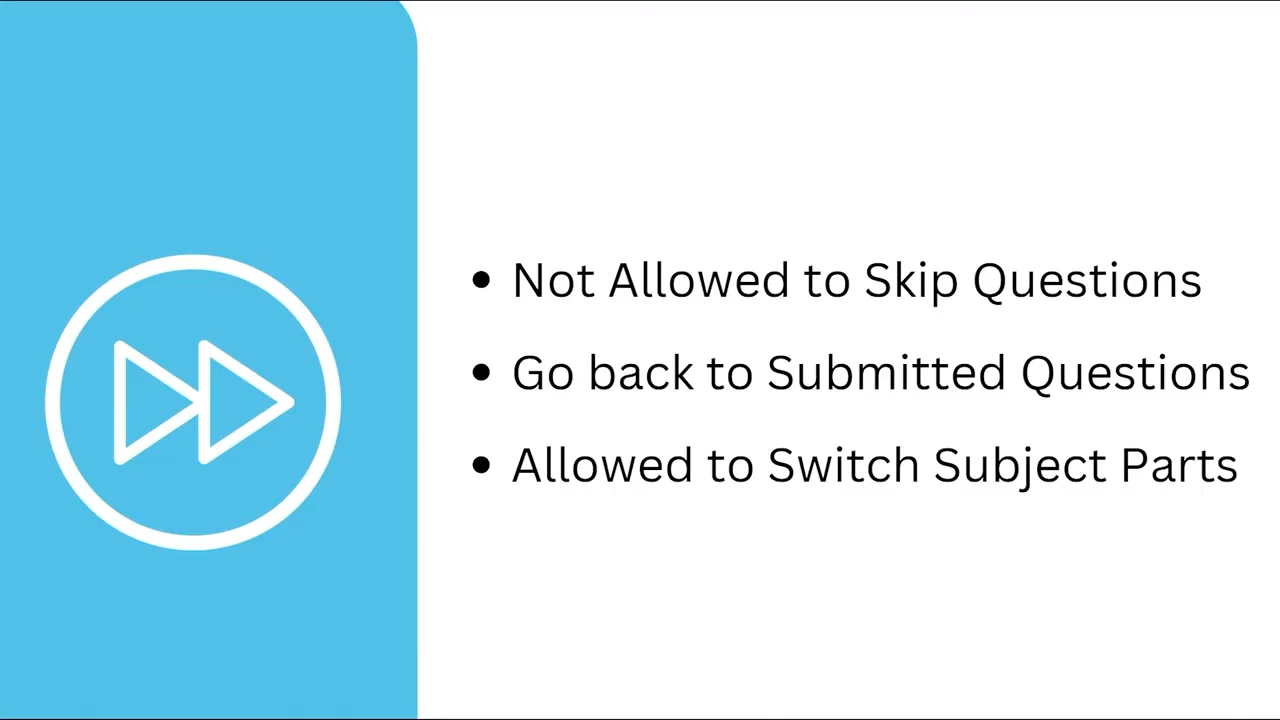 • Not Allowed to Skip Questions
• Go back to Submitted Questions
• Allowed to Switch Subject Parts